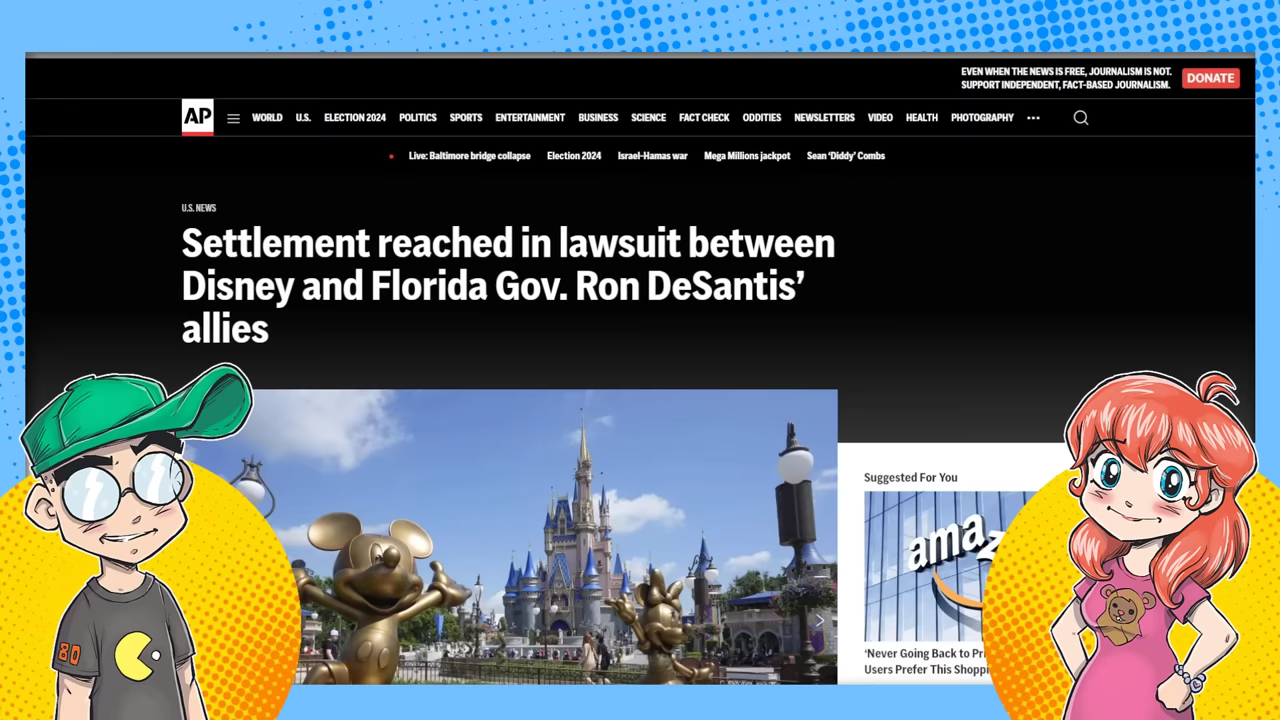 EVEN WHEN THE NEWS IS FREE, JOURNALISM IS NOT.
SUPPORT INDEPENDENT, FACT-BASED JOURNALISM.
DONATE
AP
WORLD U.S. ELECTION 2024 POLITICS SPORTS ENTERTAINMENT BUSINESS SCIENCE FACT CHECK ODDITIES NEWSLETTERS VIDEO HEALTH PHOTOGRAPHY
Live: Baltimore bridge collapse Election 2024 Israel-Hamas war Mega Millions jackpot Sean ‘Diddy’ Combs
U.S. NEWS
Settlement reached in lawsuit between
Disney and Florida Gov. Ron DeSantis’
allies
Suggested For You
amaz
‘Never Going Back to Pri
Users Prefer This Shoppi
80